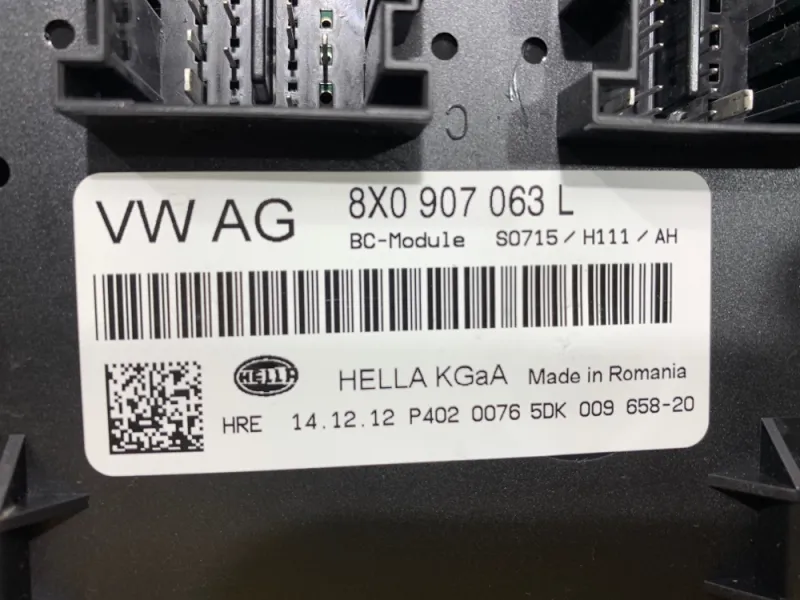 C
VW AG 8X0 907 063 L
BC-Module S0715/H111/AH
HELLA HELLA KGaA Made in Romania
HRE 14.12.12 P402 0076 5DK 009 658-20